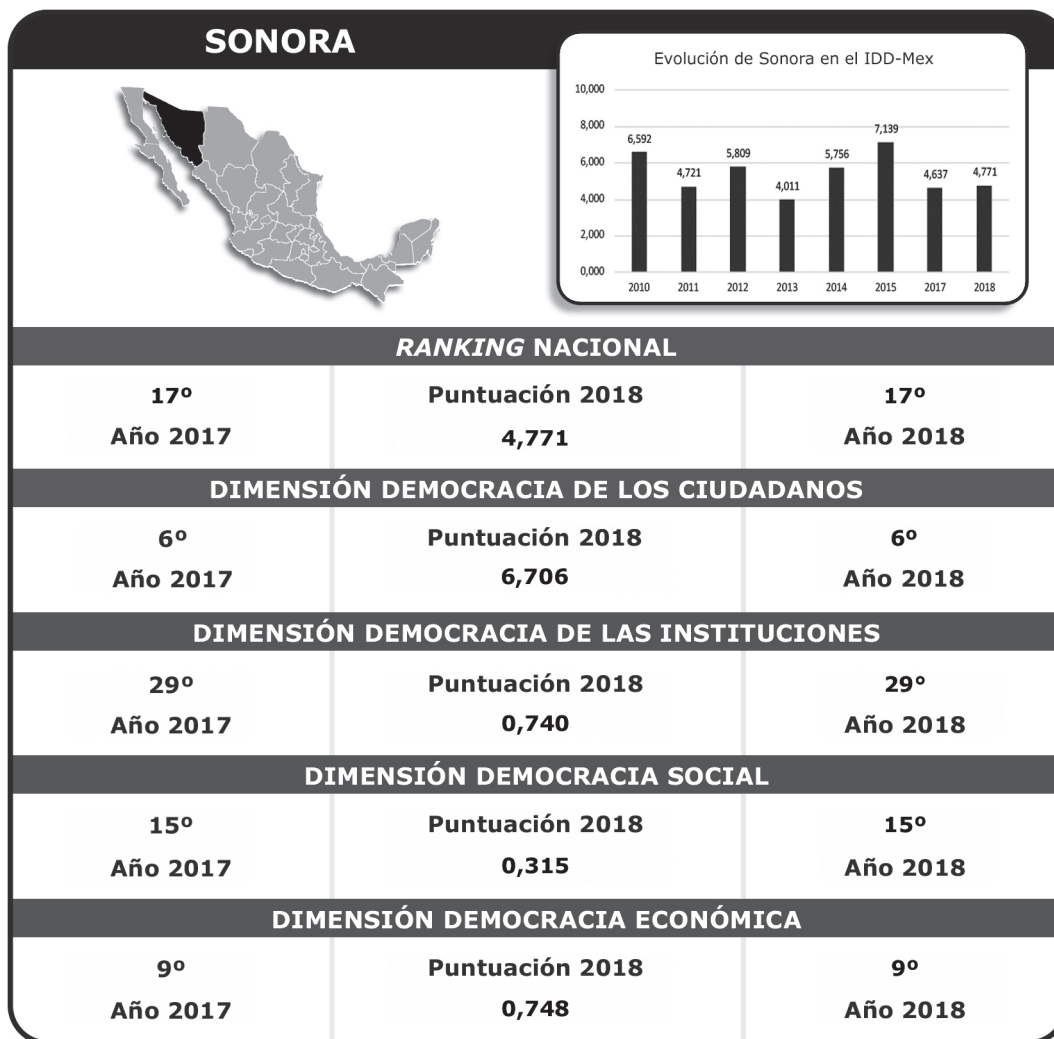 SONORA
Evolución de Sonora en el IDD-Mex
10,000
8,000
6,000
4,000
2,000
0,000
6,592
4,721
5,809
4,011
5,756
7,139
4,637
4,771
2010 2011 2012 2013 2014 2015 2017 2018
RANKING NACIONAL
17º Puntuación 2018 17º
Año 2017 4,771 Año 2018
DIMENSIÓN DEMOCRACIA DE LOS CIUDADANOS
6º Puntuación 2018 6º
Año 2017 6,706 Año 2018
DIMENSIÓN DEMOCRACIA DE LAS INSTITUCIONES
29º Puntuación 2018 29°
Año 2017 0,740 Año 2018
DIMENSIÓN DEMOCRACIA SOCIAL
15º Puntuación 2018 15º
Año 2017 0,315 Año 2018
DIMENSIÓN DEMOCRACIA ECONÓMICA
9º Puntuación 2018 9º
Año 2017 0,748 Año 2018